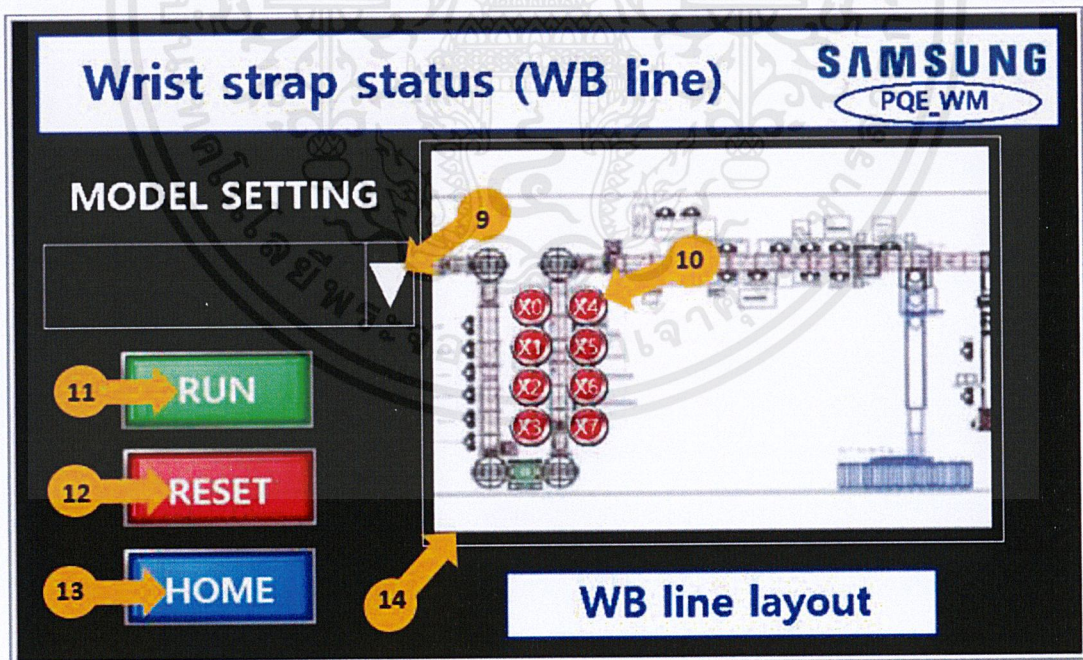 Wrist strap status (WB line)
SAMSUNG
PQE_WM
MODEL SETTING
9
10
X0 X4
X1 X5
X2 X6
X3 X7
11
RUN
12
RESET
13
HOME
14
WB line layout